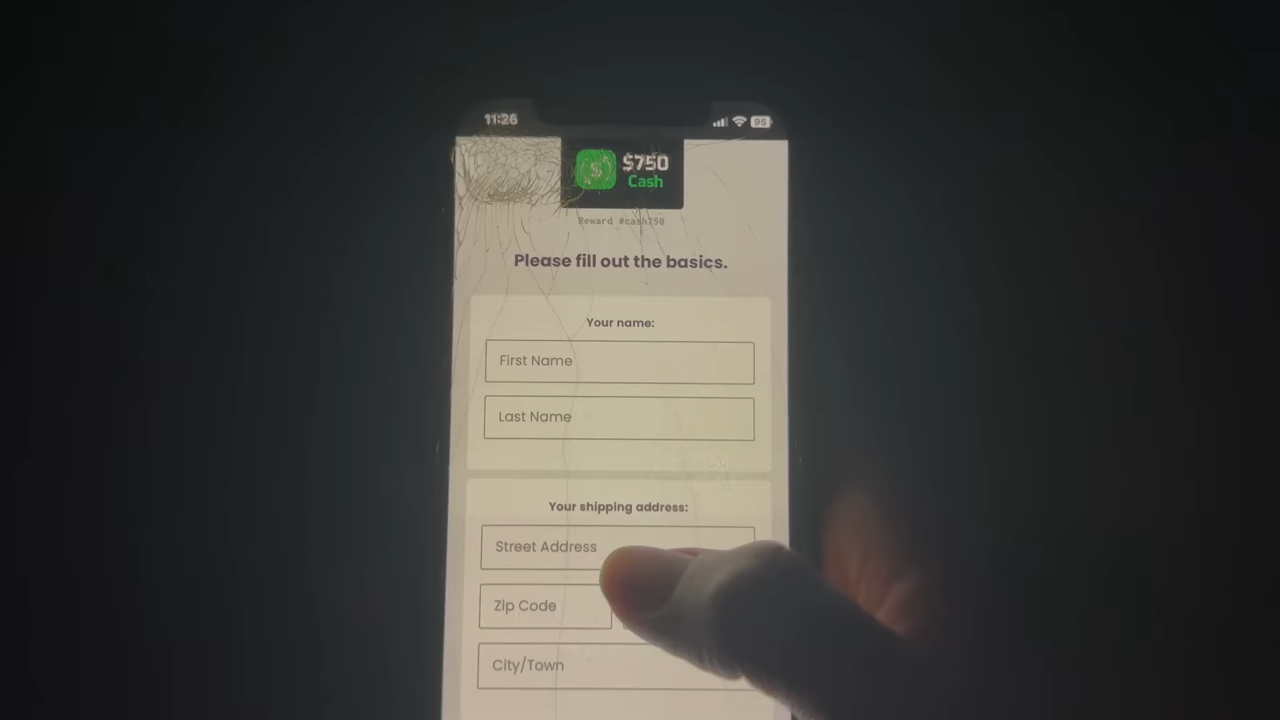 11:26
96
$750
Cash
Reward #cash750
Please fill out the basics.
Your name:
First Name
Last Name
Your shipping address:
Street Address
Zip Code
City/Town